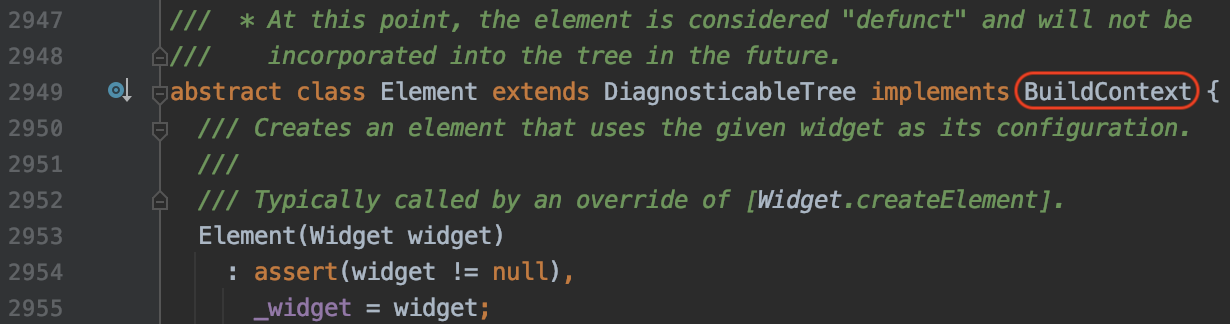 2947 /// * At this point, the element is considered "defunct" and will not be
2948 /// incorporated into the tree in the future.
2949 abstract class Element extends DiagnosticableTree implements BuildContext {
2950 /// Creates an element that uses the given widget as its configuration.
2951 ///
2952 /// Typically called by an override of [Widget.createElement].
2953 Element(Widget widget)
2954 : assert(widget != null),
2955 _widget = widget;